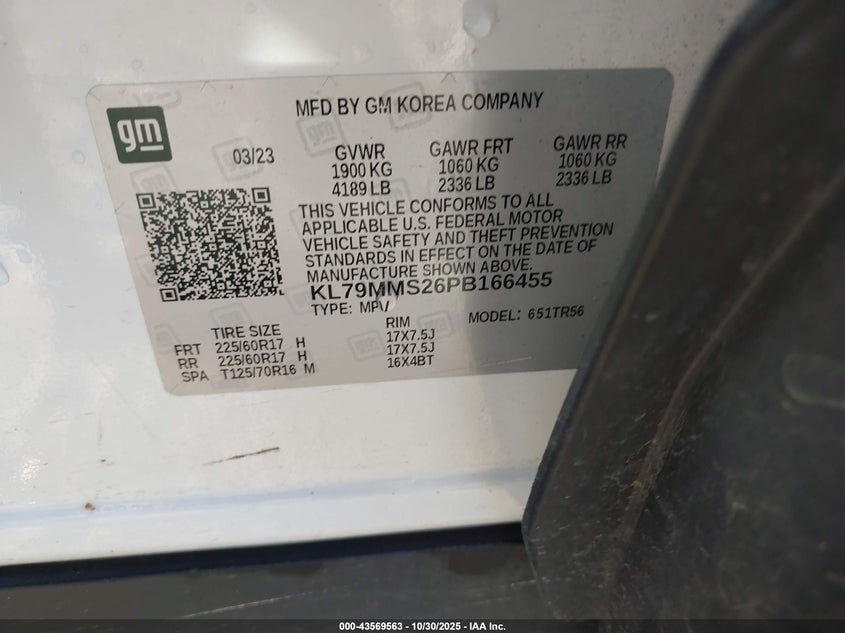 gm
MFD BY GM KOREA COMPANY
03/23 GVWR GAWR FRT GAWR RR
1900 KG 1060 KG 1060 KG
4189 LB 2336 LB 2336 LB
THIS VEHICLE CONFORMS TO ALL
APPLICABLE U.S. FEDERAL MOTOR
VEHICLE SAFETY AND THEFT PREVENTION
STANDARDS IN EFFECT ON THE DATE OF
MANUFACTURE SHOWN ABOVE
KL79MMS26PB166455
TYPE: MPV MODEL: 651TR56
TIRE SIZE RIM
FRT 225/60R17 H 17X7.5J
RR 225/60R17 H 17X7.5J
SPA T125/70R16 M 16X4BT
000-43569563 - 10/30/2025 - IAA Inc.